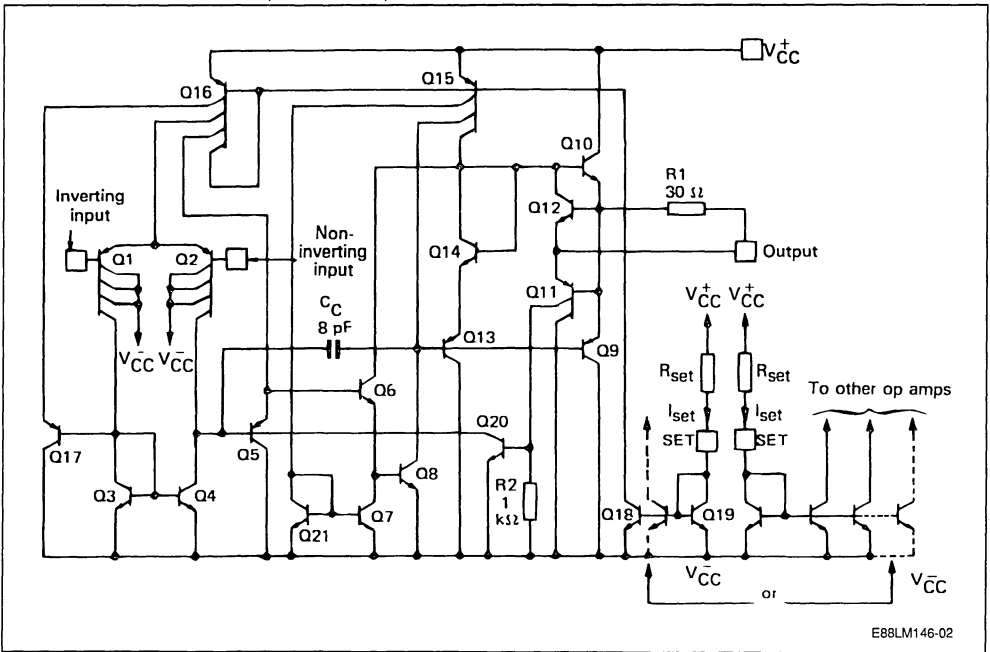 V+CC
Q15
Q16
Q10
R1
30 Ω
Inverting
input
Q12
Q1
Q2
Non-
inverting
input
Q14
Output
Q11
CC
8 pF
V+CC V+CC
V-CC V-CC
Q13
Q9
Rset
Rset
Q6
To other op amps
Iset
Iset
Q20
SET
SET
Q17
Q5
Q8
R2
1
kΩ
Q3
Q4
Q7
Q18
Q19
Q21
V-CC
V-CC
or
E88LM146-02